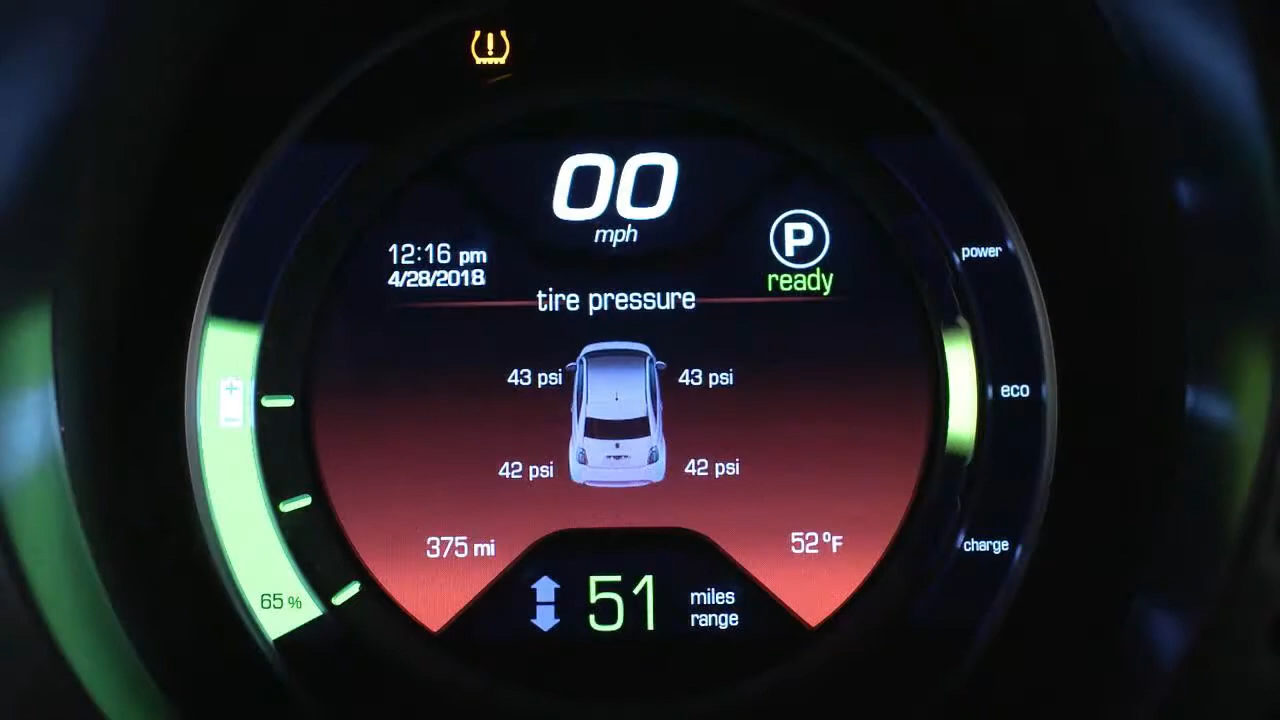 00
mph
12:16 pm
4/28/2018
P
ready
tire pressure
power
43 psi 43 psi
eco
42 psi 42 psi
375 mi
52°F
charge
65 %
51 miles
range